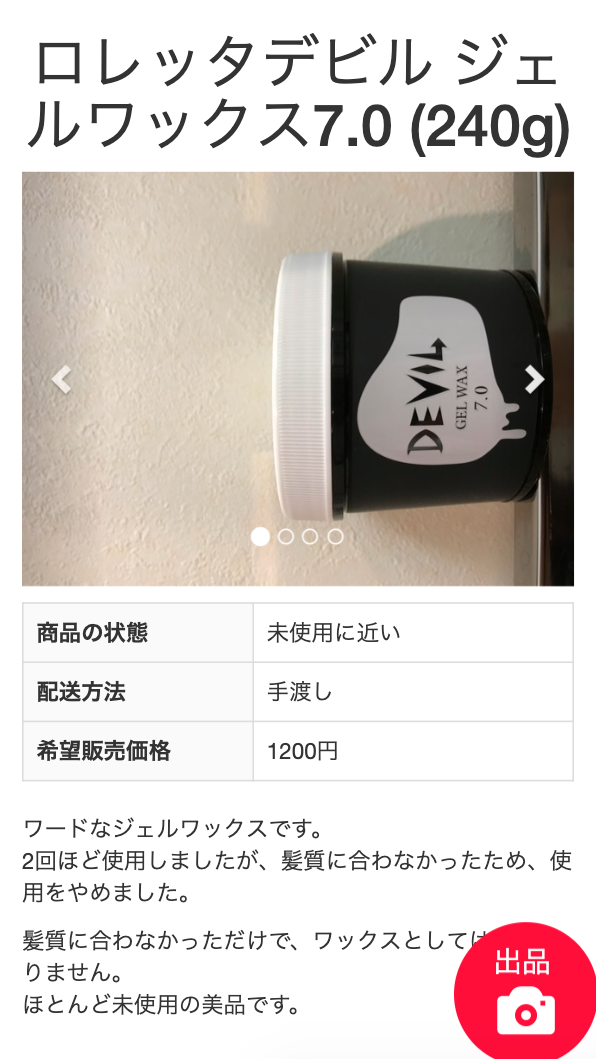 ロレッタデビル ジェ
ルワックス7.0 (240g)
DEVIL
GEL WAX
7.0
商品の状態 未使用に近い
配送方法 手渡し
希望販売価格 1200円
ワードなジェルワックスです。
2回ほど使用しましたが、髪質に合わなかったため、使
用をやめました。
髪質に合わなかっただけで、ワックスとしては
りません。
ほとんど未使用の美品です。
出品